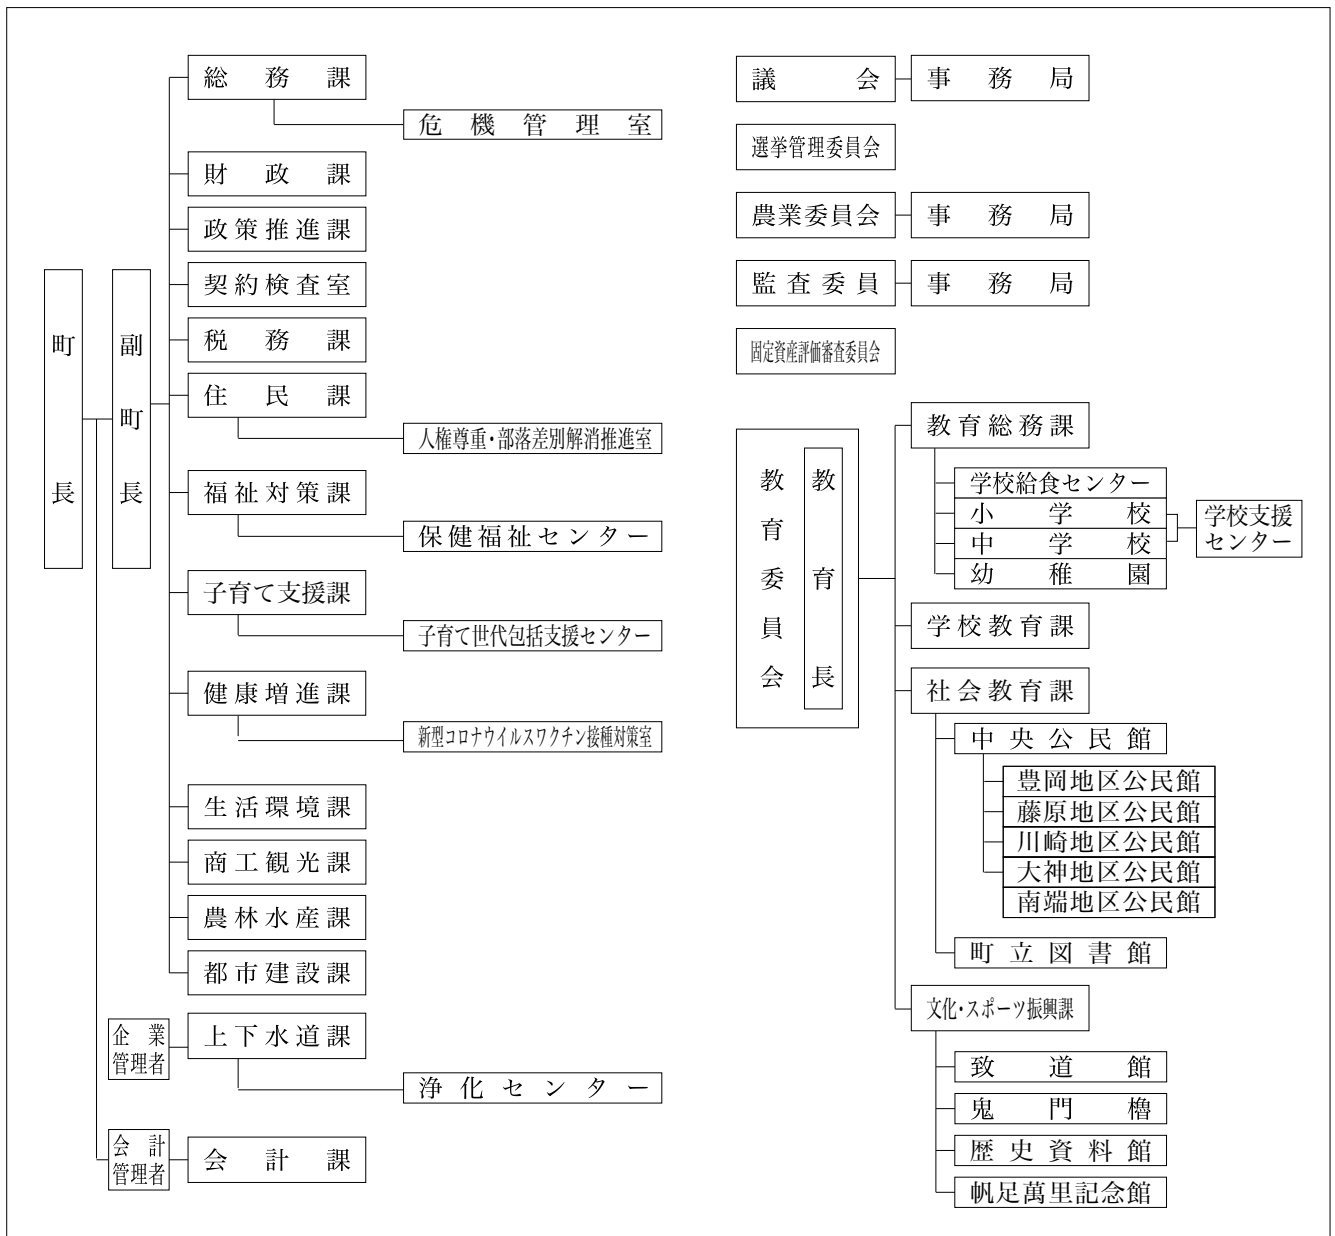 町長
副町長
総務課
危機管理室
財政課
政策推進課
契約検査室
税務課
住民課
人権尊重・部落差別解消推進室
福祉対策課
保健福祉センター
子育て支援課
子育て世代包括支援センター
健康増進課
新型コロナウイルスワクチン接種対策室
生活環境課
商工観光課
農林水産課
都市建設課
企業
管理者
上下水道課
浄化センター
会計
管理者
会計課
議会
事務局
選挙管理委員会
農業委員会
事務局
監査委員
事務局
固定資産評価審査委員会
教育委員会
教育長
教育総務課
学校給食センター
小学校
中学校
幼稚園
学校支援
センター
学校教育課
社会教育課
中央公民館
豊岡地区公民館
藤原地区公民館
川崎地区公民館
大神地区公民館
南端地区公民館
町立図書館
文化・スポーツ振興課
致道館
鬼門櫓
歴史資料館
帆足萬里記念館